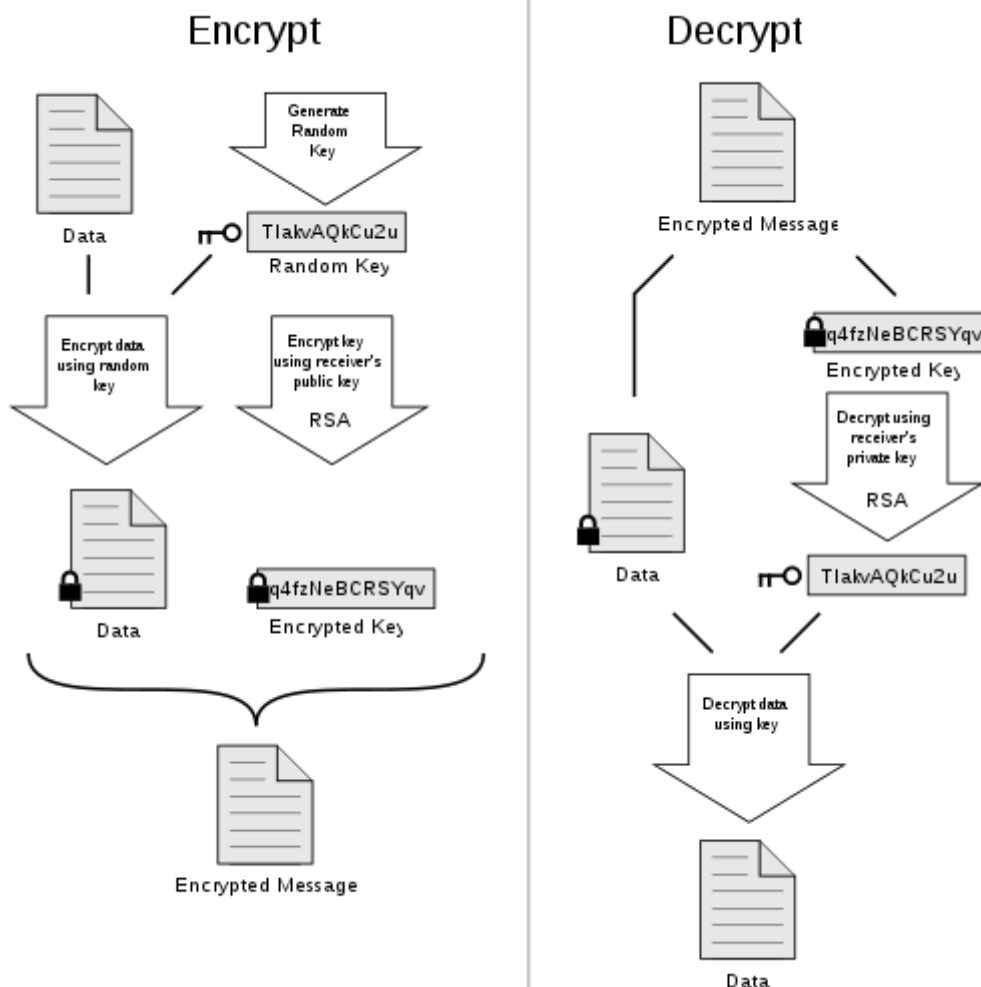 Encrypt
Generate
Random
Key
Data
TIakvAQkCu2u
Random Key
Encrypt data
using random
key
Encrypt key
using receiver's
public key
RSA
Data
q4fzNeBCRSYqv
Encrypted Key
Encrypted Message
Decrypt
Encrypted Message
q4fzNeBCRSYqv
Encrypted Key
Decrypt using
receiver's
private key
RSA
Data
TIakvAQkCu2u
Decrypt data
using key
Data